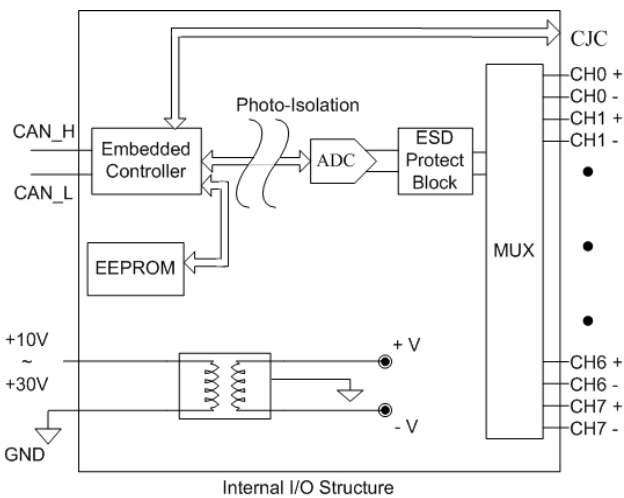 CJC
CH0 +
CH0 -
CH1 +
CH1 -
Photo-Isolation
CAN_H
CAN_L
Embedded
Controller
ADC
ESD
Protect
Block
MUX
EEPROM
+10V
~
+30V
GND
+ V
- V
CH6 +
CH6 -
CH7 +
CH7 -
Internal I/O Structure